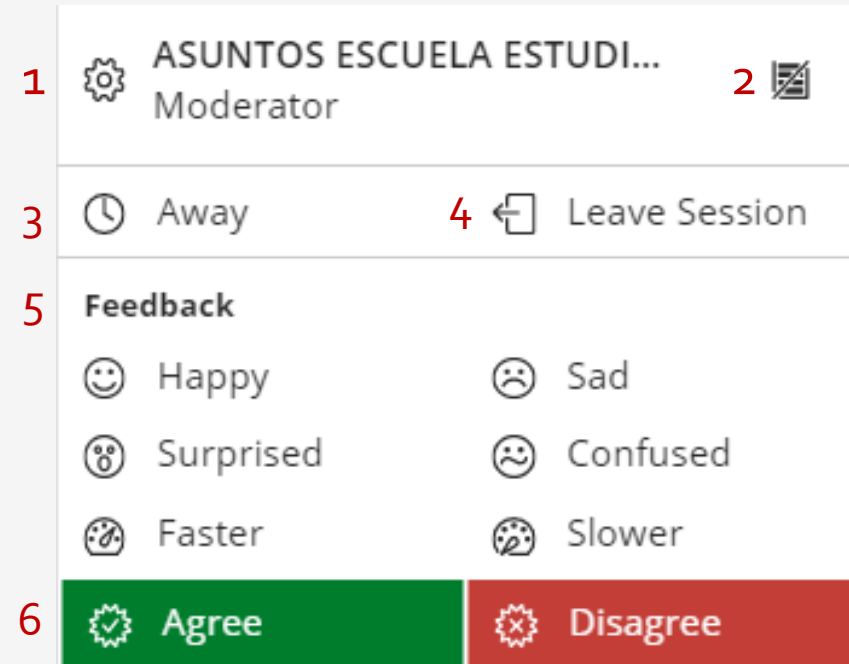 1 ASUNTOS ESCUELA ESTUDI... 2
Moderator
3 Away 4 Leave Session
5 Feedback
Happy Sad
Surprised Confused
Faster Slower
6 Agree Disagree